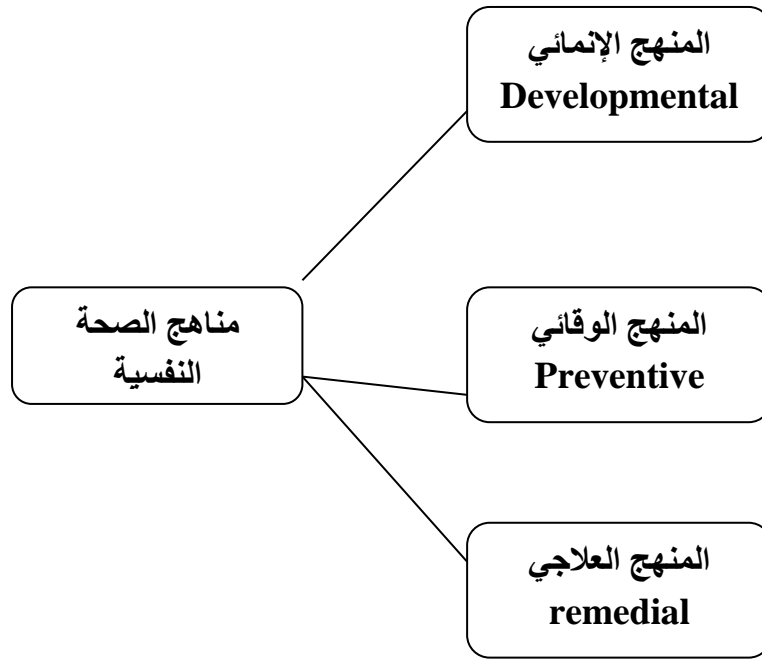 المنهج الإنمائي
Developmental
مناهج الصحة
النفسية
المنهج الوقائي
Preventive
المنهج العلاجي
remedial